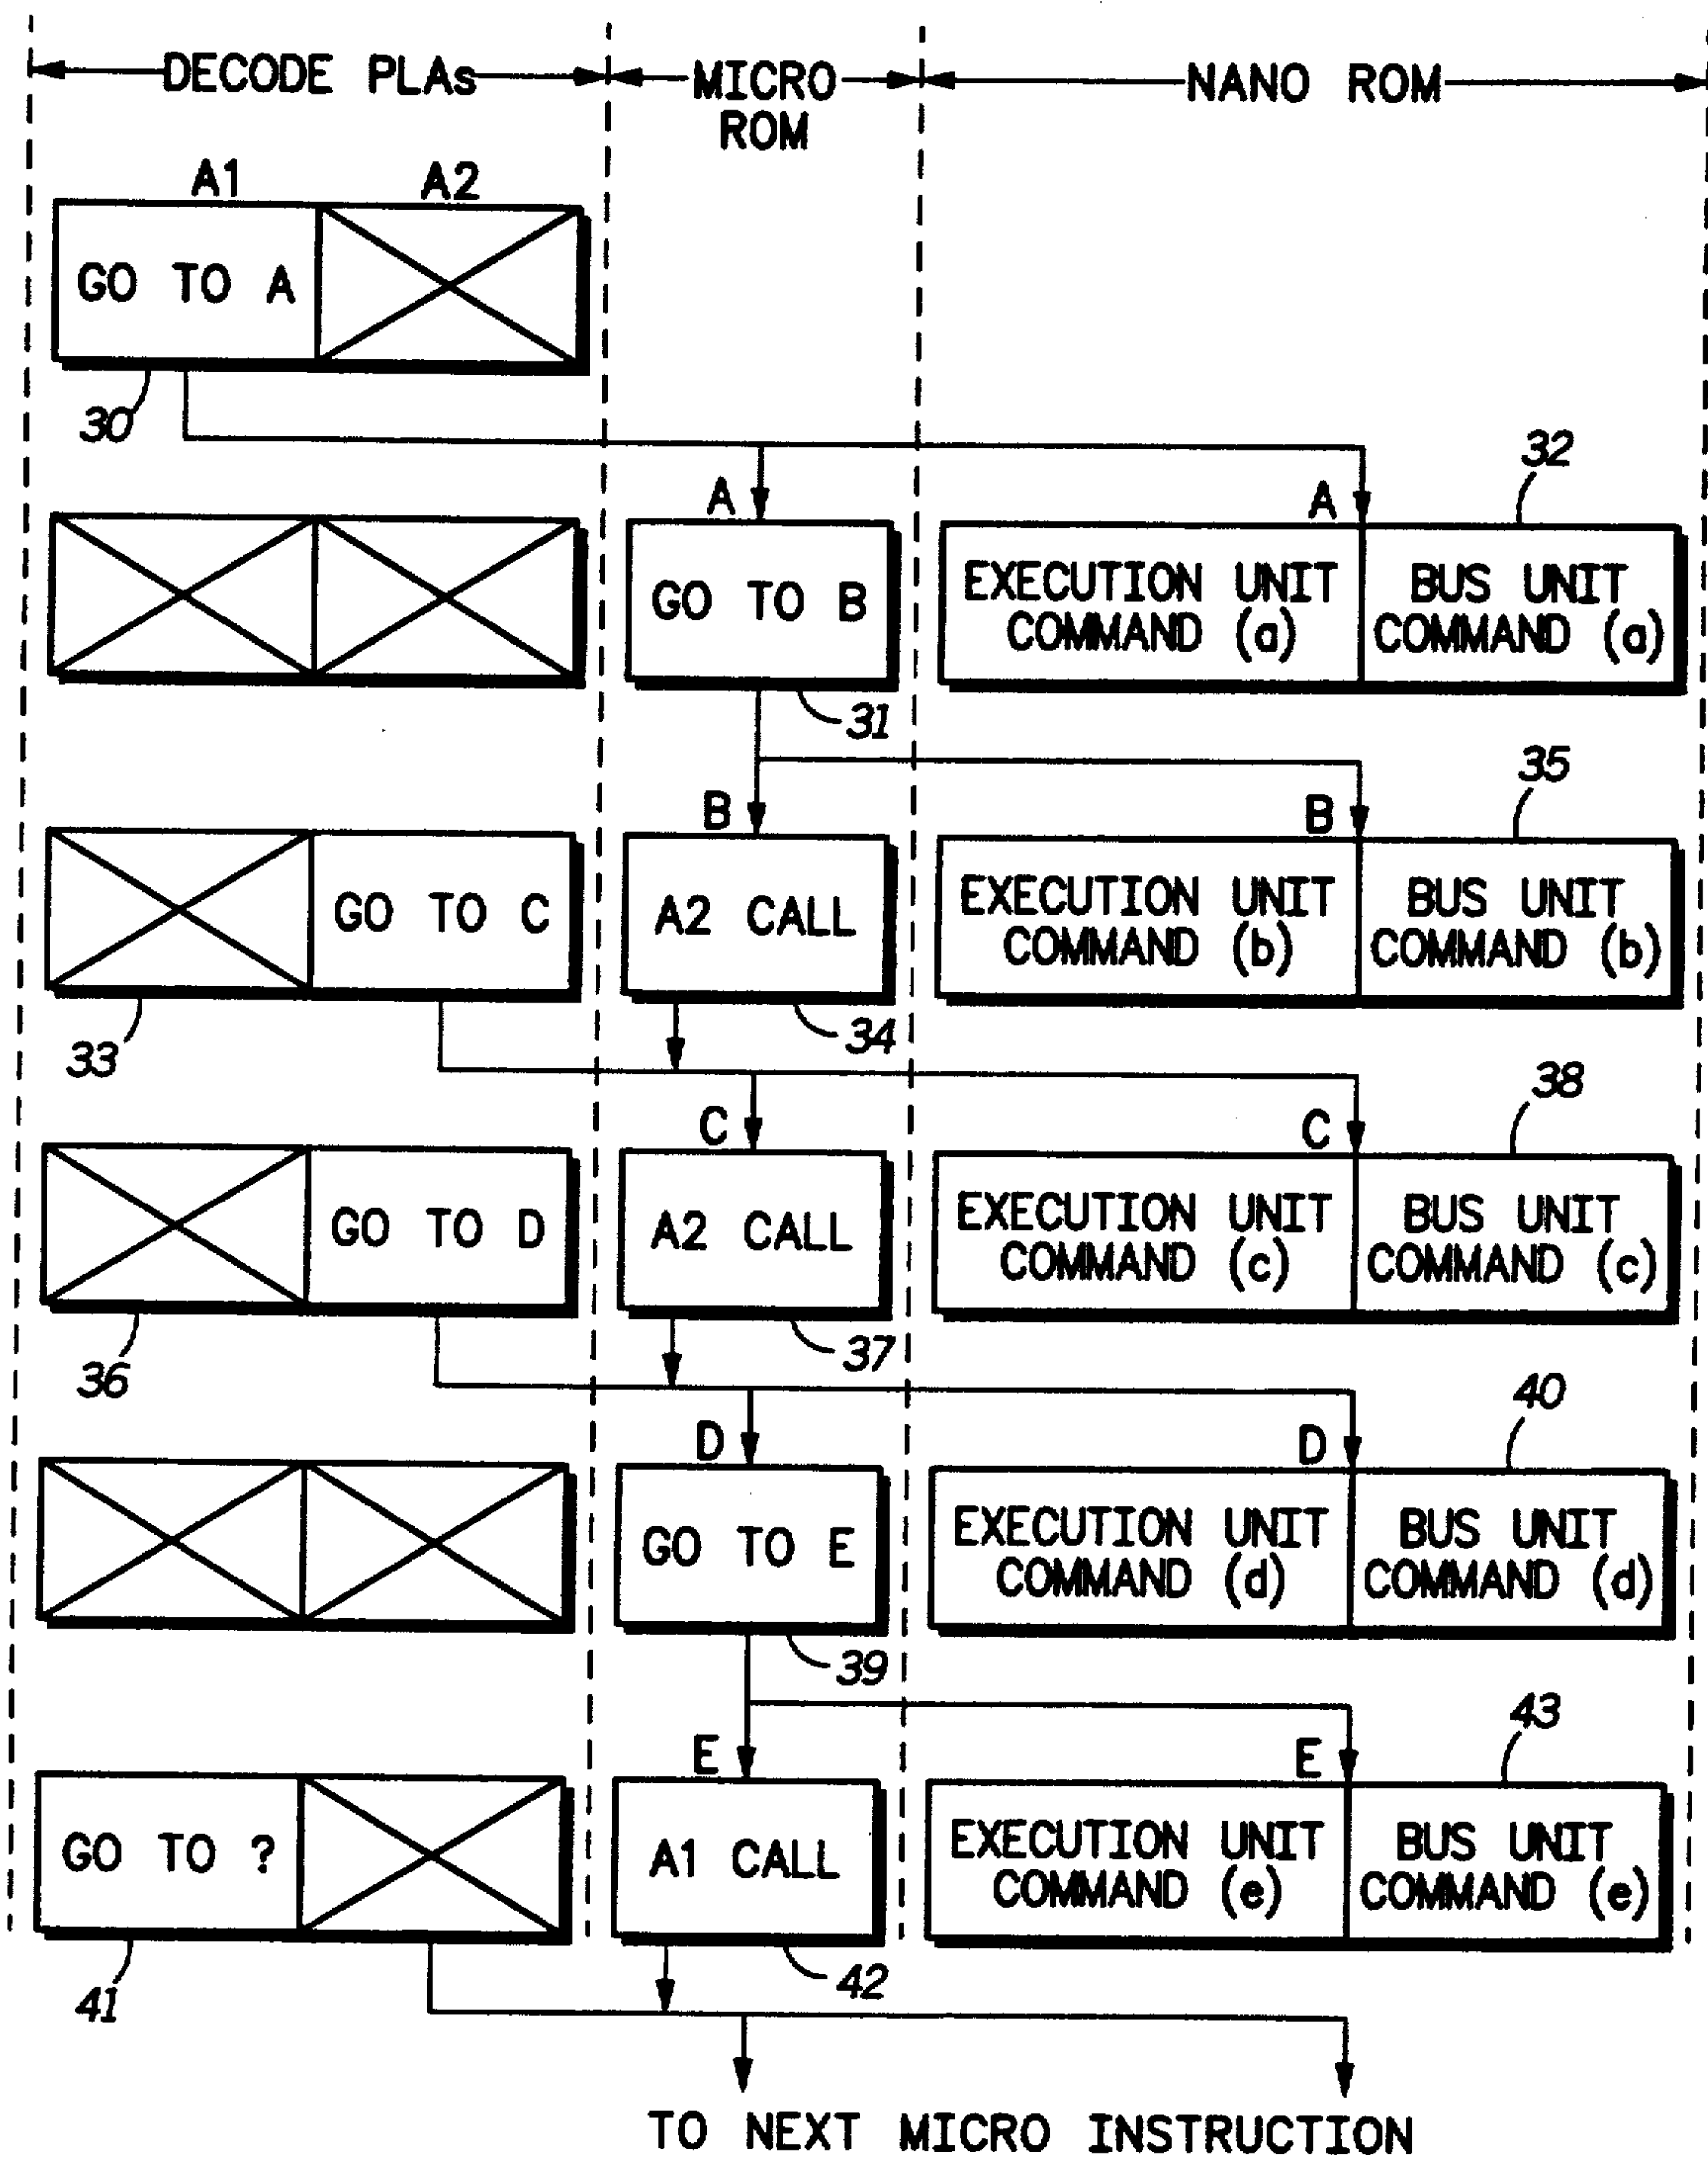 DECODE PLAs
MICRO
ROM
NANO ROM
A1
A2
GO TO A
30
32
A
A
GO TO B
EXECUTION UNIT
COMMAND (a)
BUS UNIT
COMMAND (a)
31
35
B
B
GO TO C
A2 CALL
EXECUTION UNIT
COMMAND (b)
BUS UNIT
COMMAND (b)
33
34
38
C
C
GO TO D
A2 CALL
EXECUTION UNIT
COMMAND (c)
BUS UNIT
COMMAND (c)
36
37
40
D
D
GO TO E
EXECUTION UNIT
COMMAND (d)
BUS UNIT
COMMAND (d)
39
43
E
E
GO TO ?
A1 CALL
EXECUTION UNIT
COMMAND (e)
BUS UNIT
COMMAND (e)
41
42
TO NEXT MICRO INSTRUCTION